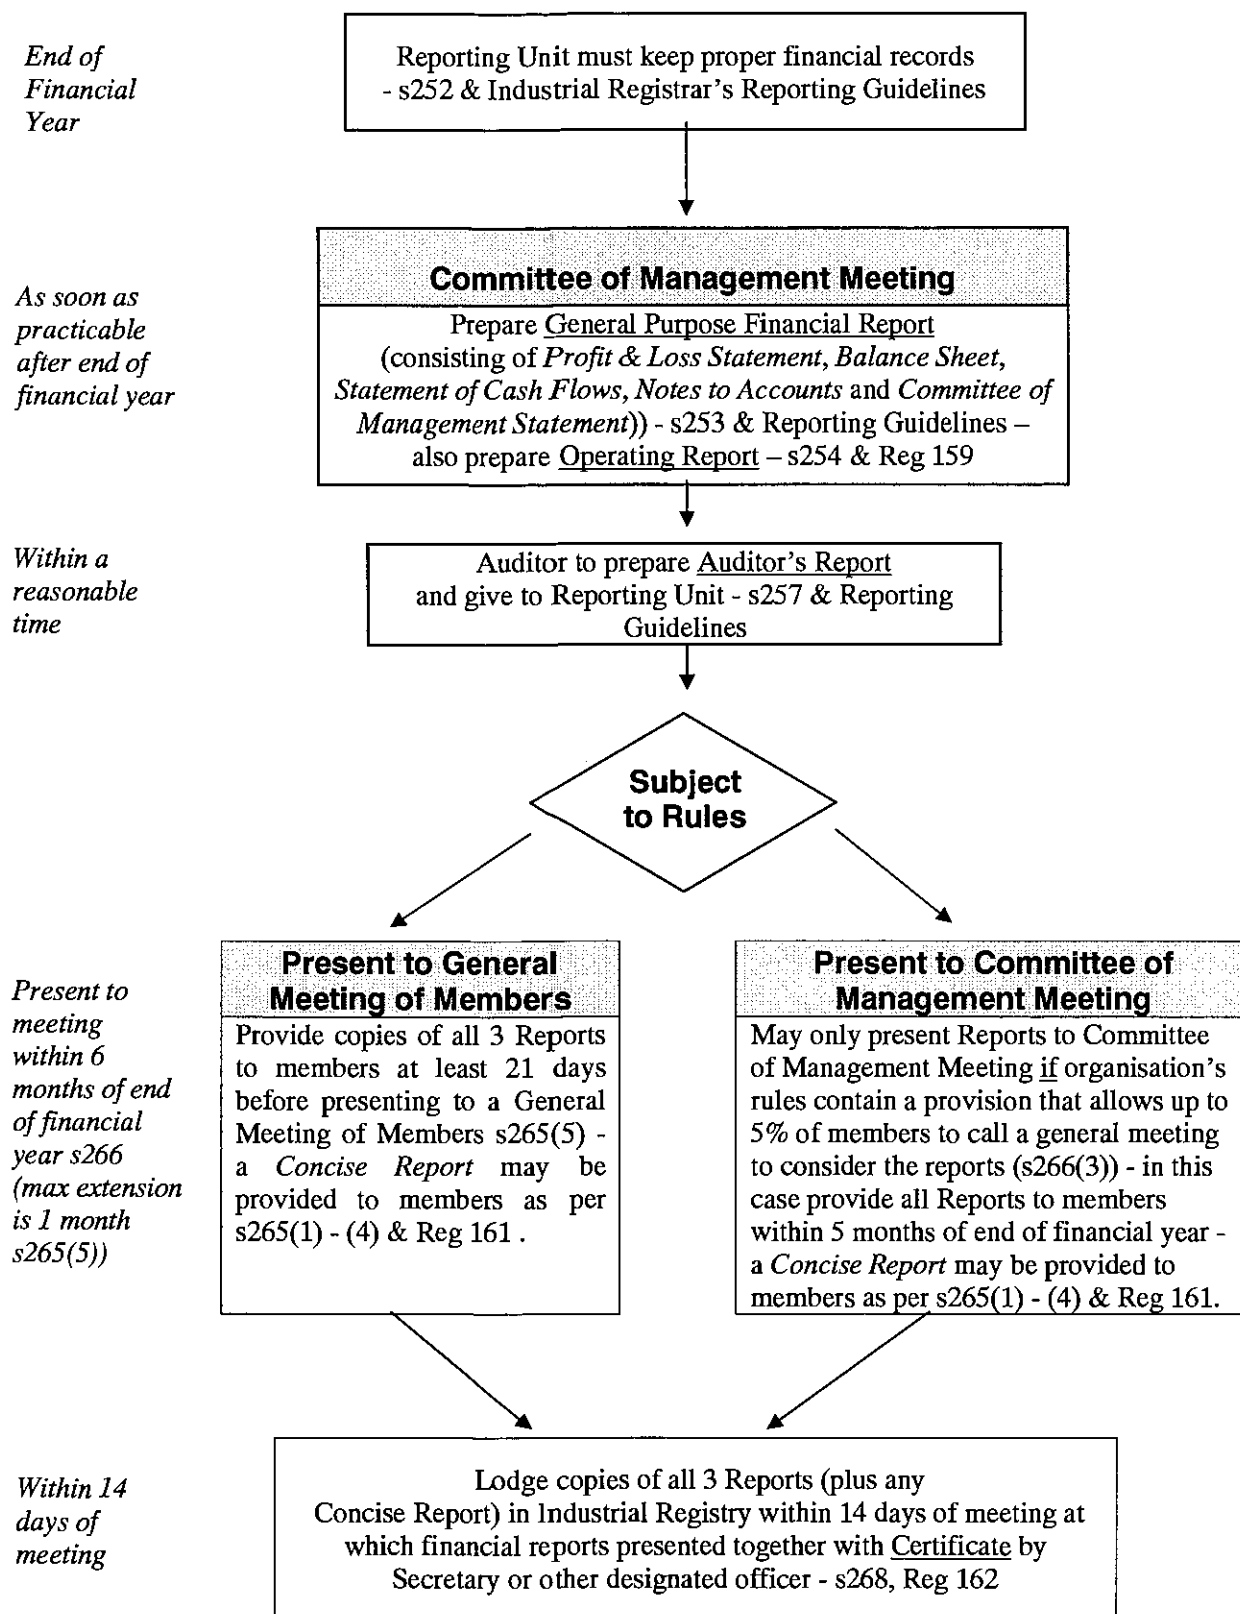 End of
Financial
Year
Reporting Unit must keep proper financial records
- s252 & Industrial Registrar's Reporting Guidelines
As soon as
practicable
after end of
financial year
Committee of Management Meeting
Prepare General Purpose Financial Report
(consisting of Profit & Loss Statement, Balance Sheet,
Statement of Cash Flows, Notes to Accounts and Committee of
Management Statement)) - s253 & Reporting Guidelines –
also prepare Operating Report – s254 & Reg 159
Within a
reasonable
time
Auditor to prepare Auditor's Report
and give to Reporting Unit - s257 & Reporting
Guidelines
Subject
to Rules
Present to
meeting
within 6
months of end
of financial
year s266
(max extension
is 1 month
s265(5))
Present to General
Meeting of Members
Provide copies of all 3 Reports
to members at least 21 days
before presenting to a General
Meeting of Members s265(5) -
a Concise Report may be
provided to members as per
s265(1) - (4) & Reg 161 .
Present to Committee of
Management Meeting
May only present Reports to Committee
of Management Meeting if organisation's
rules contain a provision that allows up to
5% of members to call a general meeting
to consider the reports (s266(3)) - in this
case provide all Reports to members
within 5 months of end of financial year -
a Concise Report may be provided to
members as per s265(1) - (4) & Reg 161.
Within 14
days of
meeting
Lodge copies of all 3 Reports (plus any
Concise Report) in Industrial Registry within 14 days of meeting at
which financial reports presented together with Certificate by
Secretary or other designated officer - s268, Reg 162